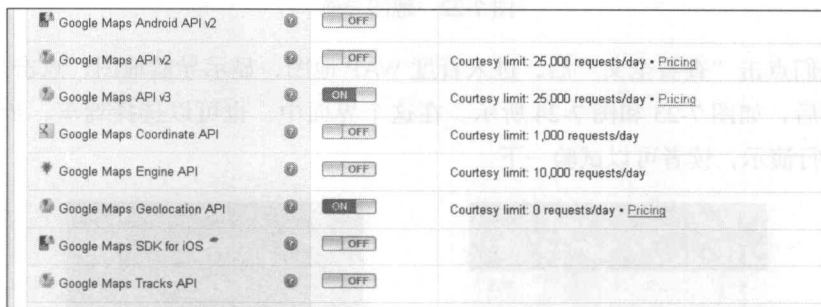 Google Maps Android API v2 OFF
Google Maps API v2 OFF Courtesy limit: 25,000 requests/day • Pricing
Google Maps API v3 ON Courtesy limit: 25,000 requests/day • Pricing
Google Maps Coordinate API OFF Courtesy limit: 1,000 requests/day
Google Maps Engine API OFF Courtesy limit: 10,000 requests/day
Google Maps Geolocation API ON Courtesy limit: 0 requests/day • Pricing
Google Maps SDK for iOS OFF
Google Maps Tracks API OFF